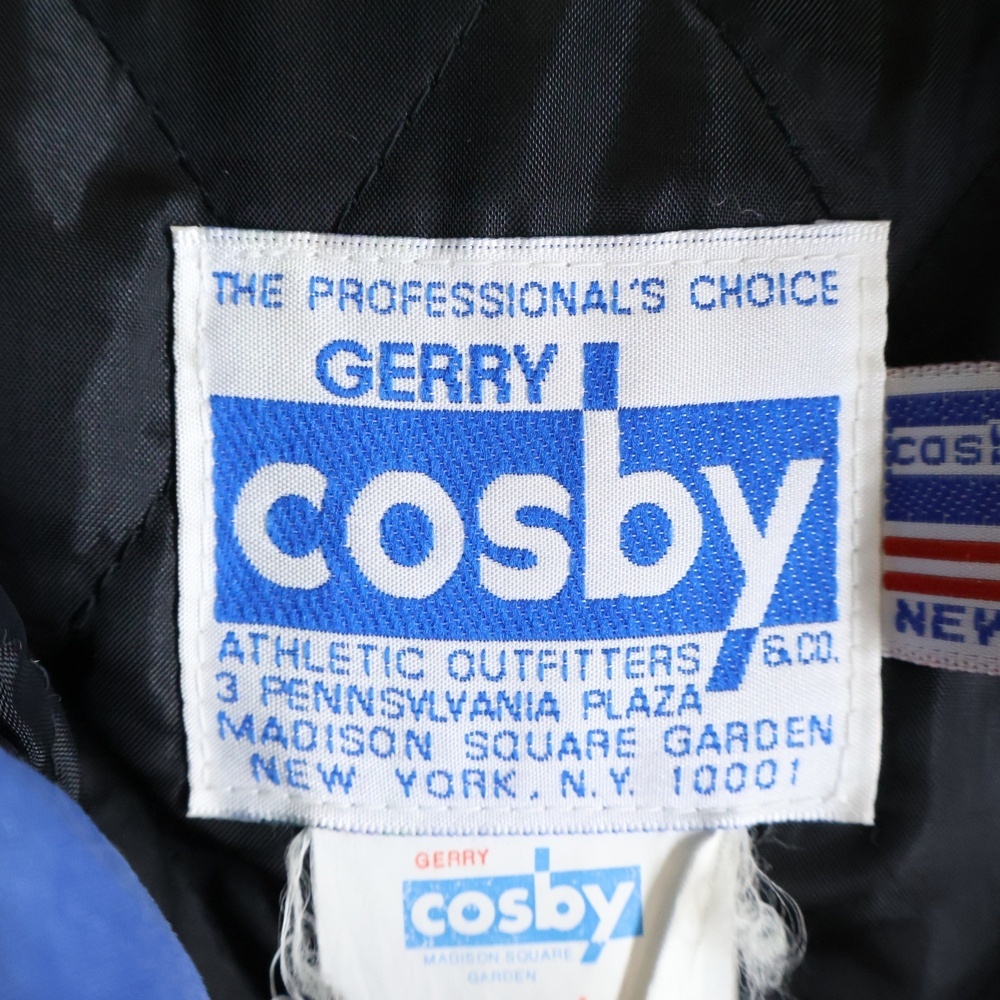 THE PROFESSIONAL'S CHOICE
GERRY
cosby
& CO.
ATHLETIC OUTFITTERS
3 PENNSYLVANIA PLAZA
MADISON SQUARE GARDEN
NEW YORK, N.Y. 10001
NEW
GERRY
cosby
MADISON SQUARE
GARDEN